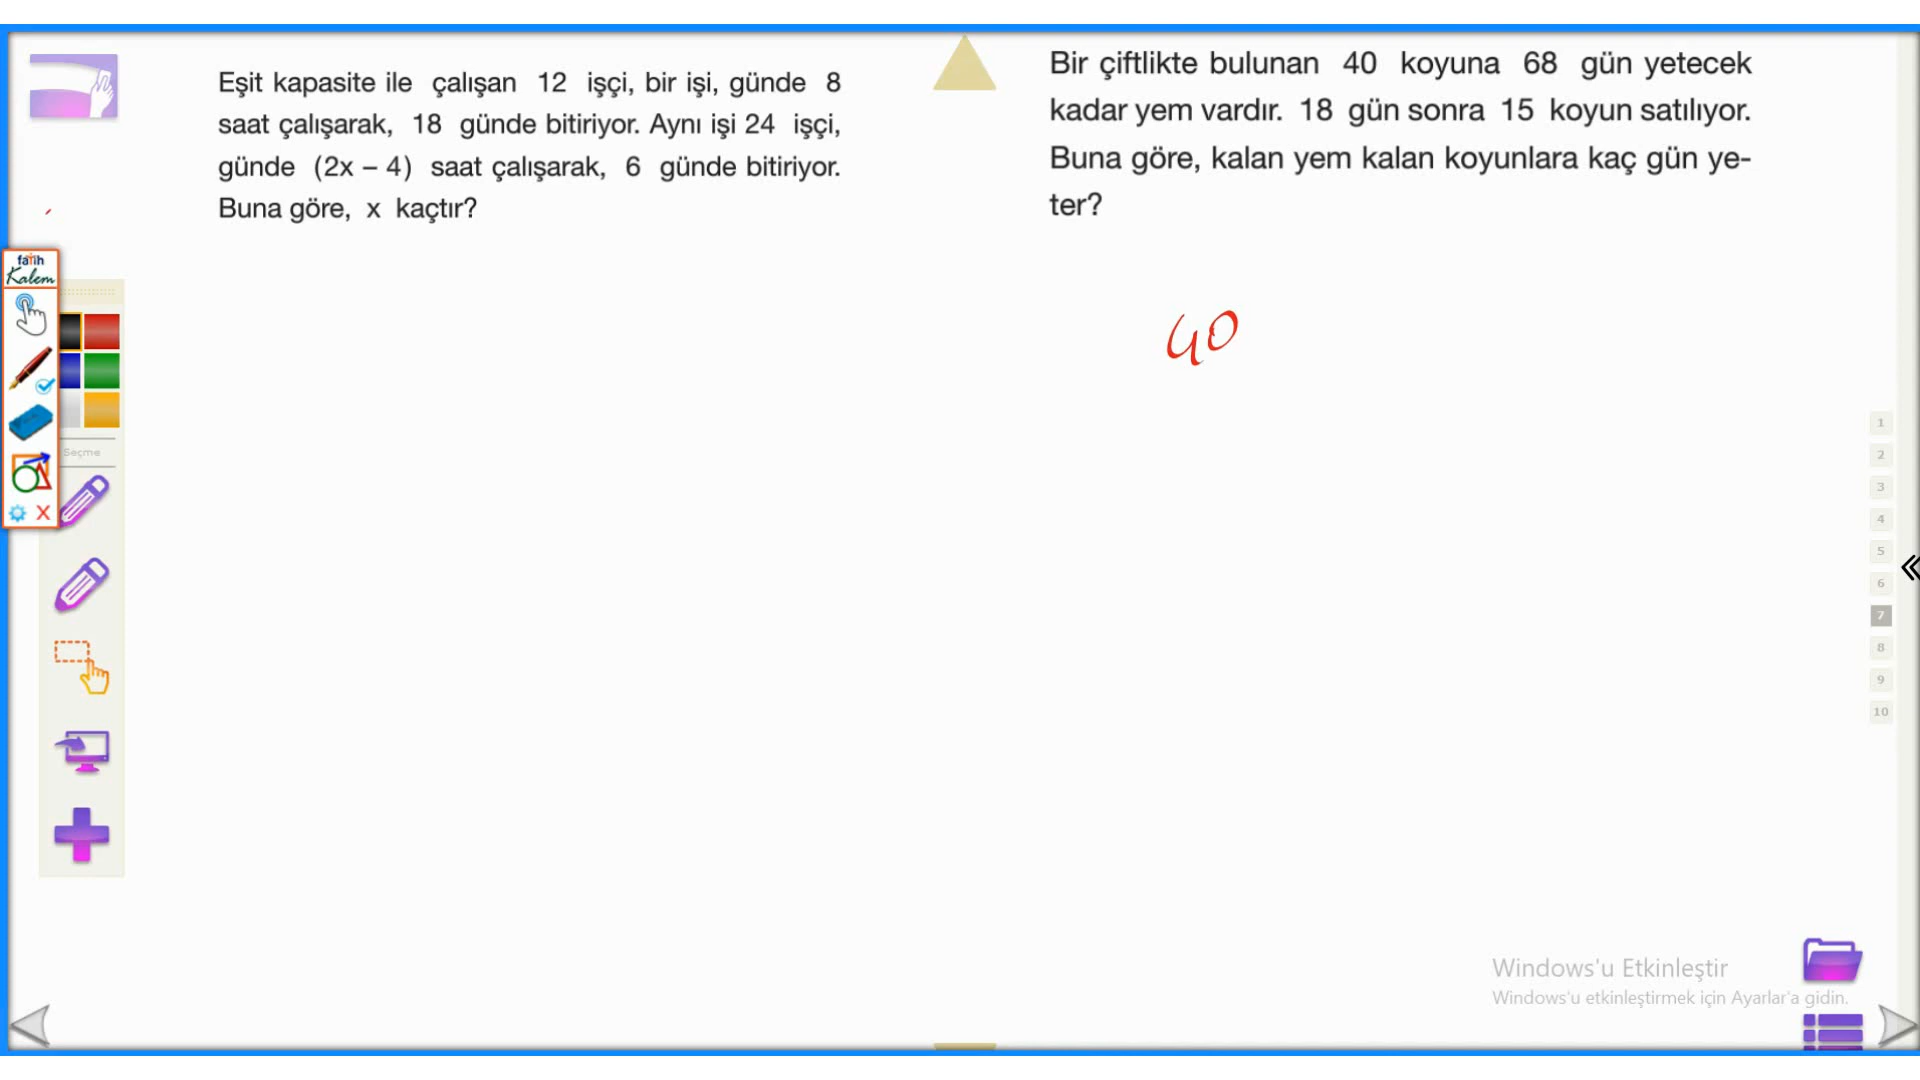 Eşit kapasite ile çalışan 12 işçi, bir işi, günde 8
saat çalışarak, 18 günde bitiriyor. Aynı işi 24 işçi,
günde (2x – 4) saat çalışarak, 6 günde bitiriyor.
Buna göre, x kaçtır?
Bir çiftlikte bulunan 40 koyuna 68 gün yetecek
kadar yem vardır. 18 gün sonra 15 koyun satılıyor.
Buna göre, kalan yem kalan koyunlara kaç gün ye-
ter?
40
fatih
Kalem
Seçme
1
2
3
4
5
6
7
8
9
10
Windows'u Etkinleştir
Windows'u etkinleştirmek için Ayarlar'a gidin.